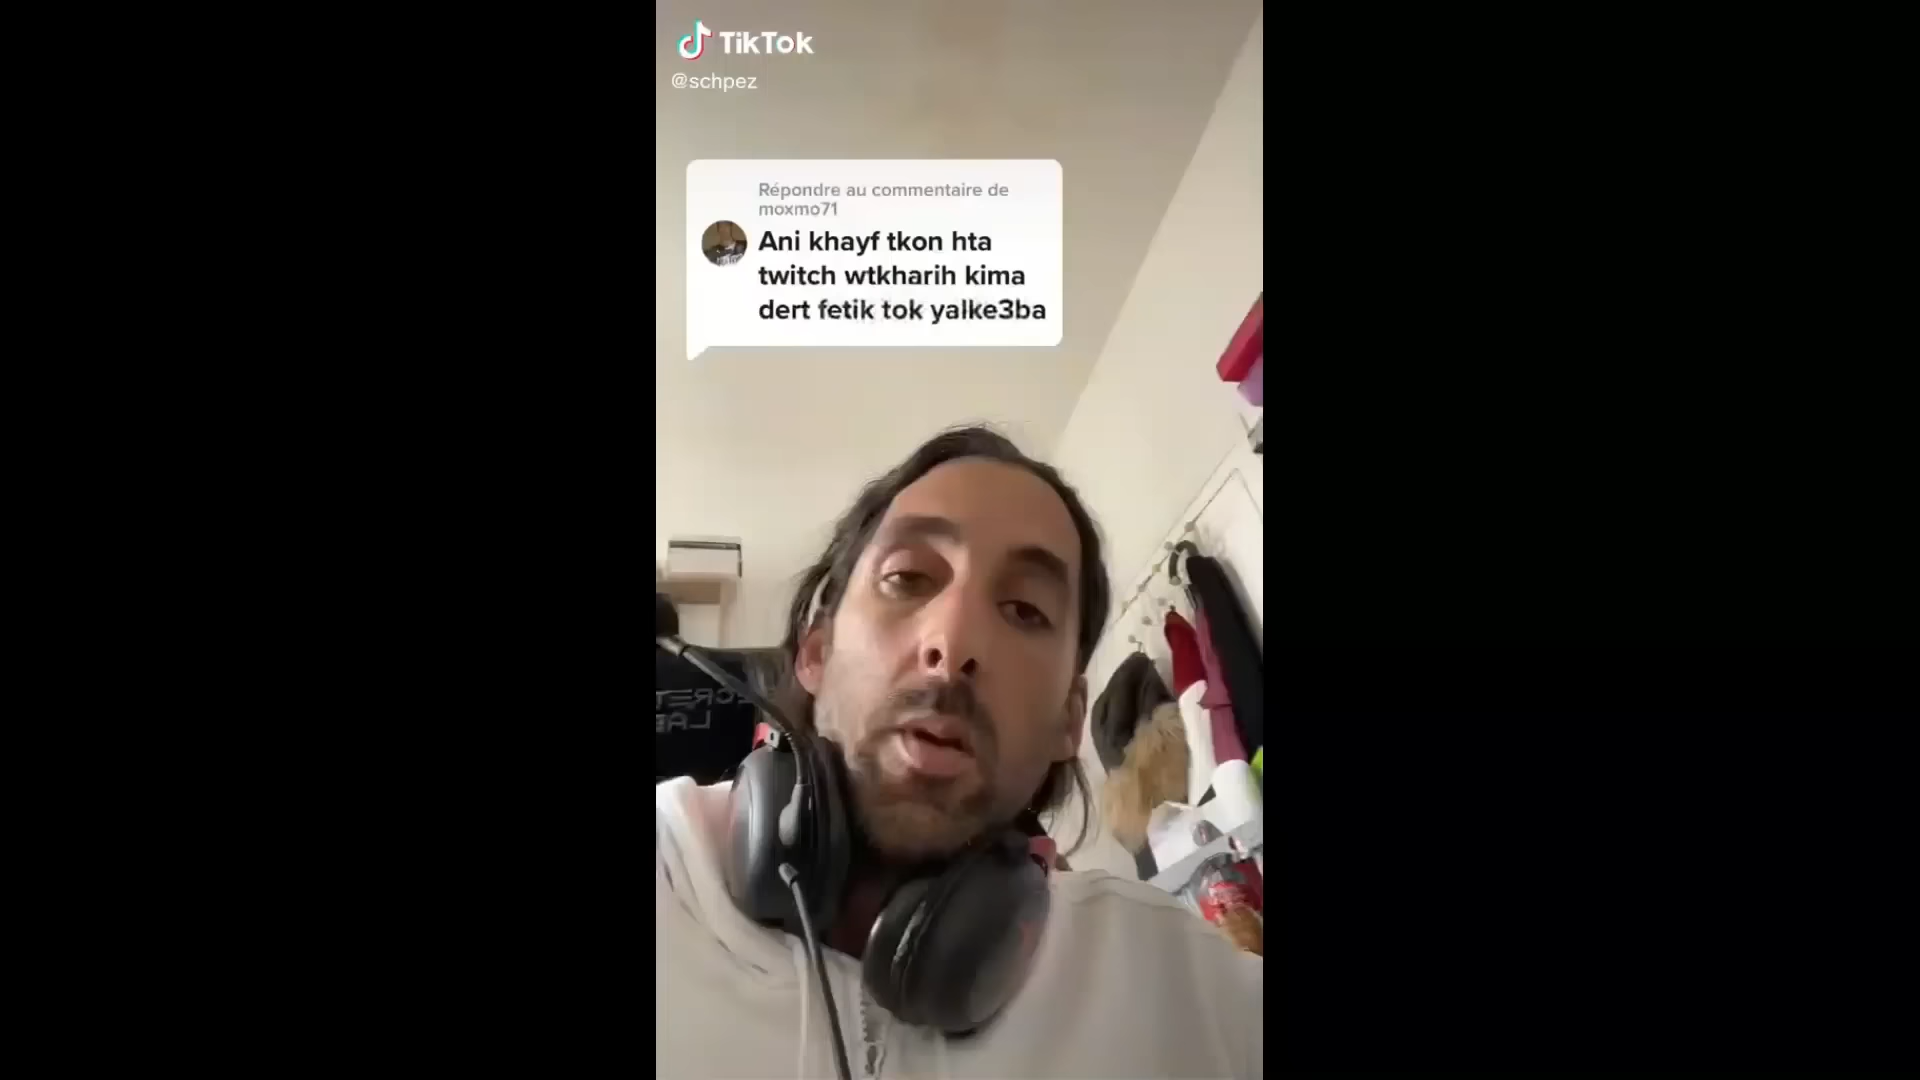 TikTok
@schpez
Répondre au commentaire de
moxmo71
Ani khayf tkon hta
twitch wtkharih kima
dert fetik tok yalke3ba